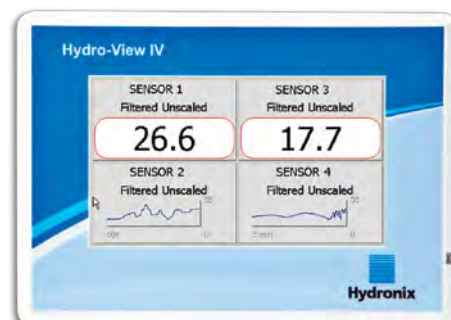 Hydro-View IV
SENSOR 1
Filtered Unscaled
26.6
SENSOR 3
Filtered Unscaled
17.7
SENSOR 2
Filtered Unscaled
SENSOR 4
Filtered Unscaled
Hydronix